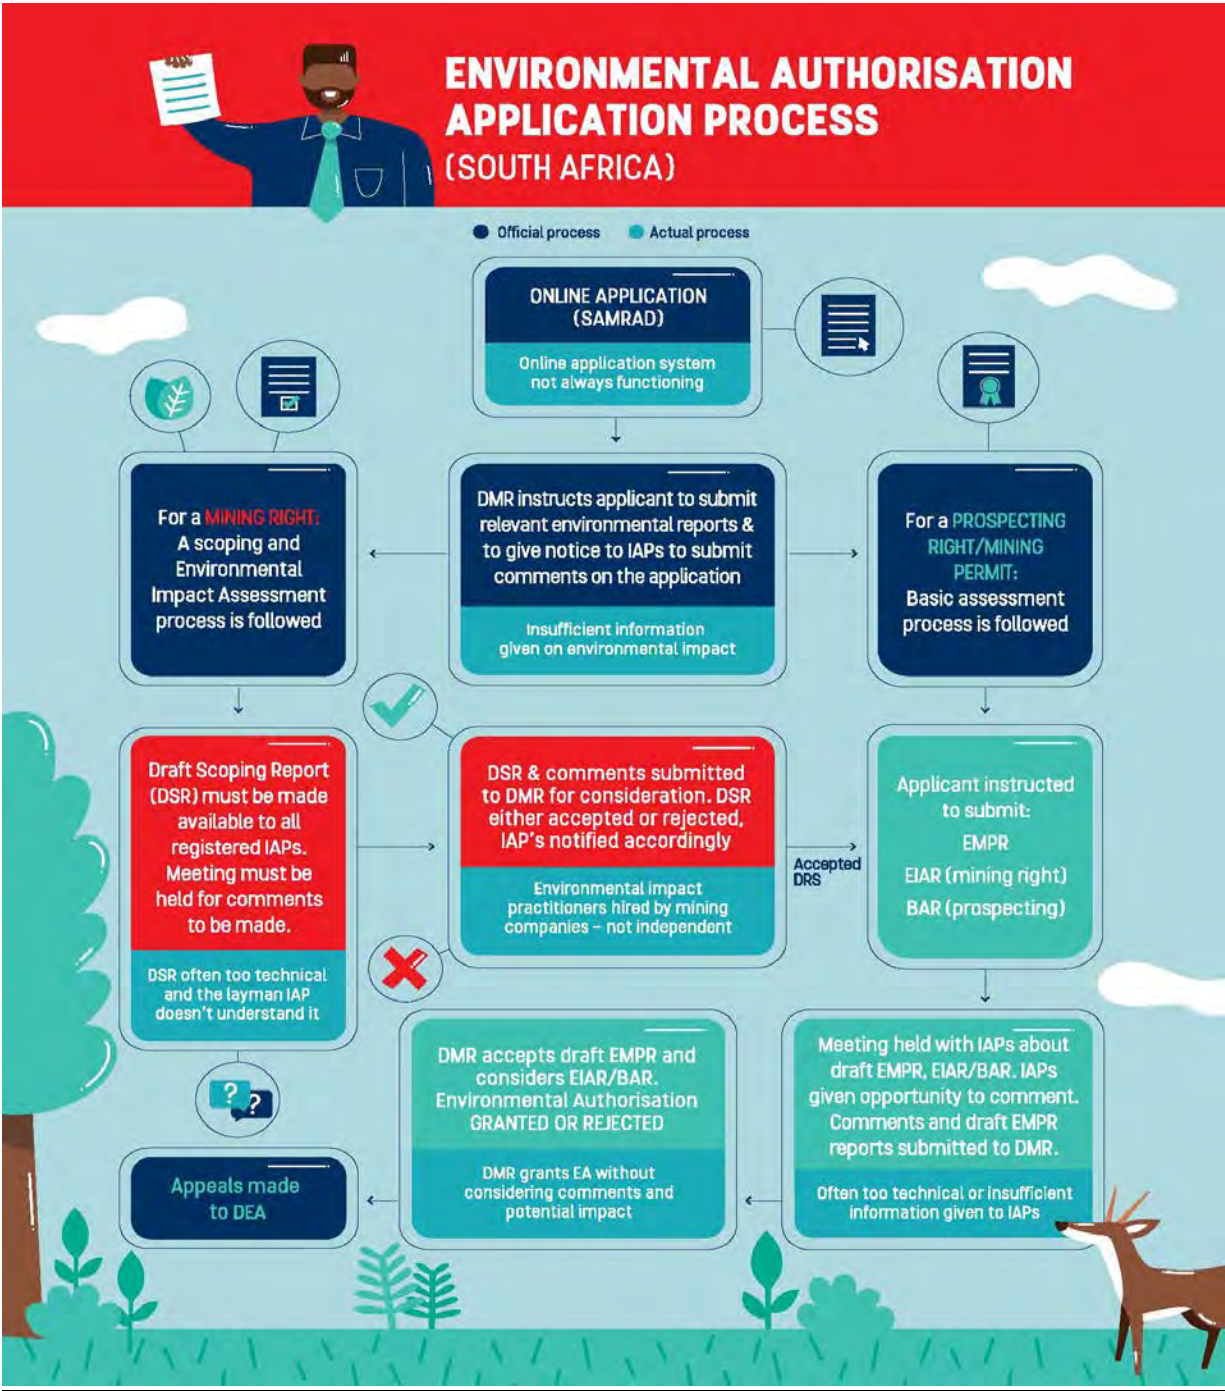 ENVIRONMENTAL AUTHORISATION
APPLICATION PROCESS
(SOUTH AFRICA)
Official process
Actual process
ONLINE APPLICATION
(SAMRAD)
Online application system
not always functioning
For a MINING RIGHT:
A scoping and
Environmental
Impact Assessment
process is followed
DMR instructs applicant to submit
relevant environmental reports &
to give notice to IAPs to submit
comments on the application
Insufficient information
given on environmental impact
For a PROSPECTING
RIGHT/MINING
PERMIT:
Basic assessment
process is followed
Draft Scoping Report
(DSR) must be made
available to all
registered IAPs.
Meeting must be
held for comments
to be made.
DSR often too technical
and the layman IAP
doesn't understand it
DSR & comments submitted
to DMR for consideration. DSR
either accepted or rejected,
IAP's notified accordingly
Environmental impact
practitioners hired by mining
companies – not independent
Accepted
DRS
Applicant instructed
to submit:
EMPR
EIAR (mining right)
BAR (prospecting)
Meeting held with IAPs about
draft EMPR, EIAR/BAR. IAPs
given opportunity to comment.
Comments and draft EMPR
reports submitted to DMR.
Often too technical or insufficient
information given to IAPs
DMR accepts draft EMPR and
considers EIAR/BAR.
Environmental Authorisation
GRANTED OR REJECTED
DMR grants EA without
considering comments and
potential impact
? ?
Appeals made
to DEA